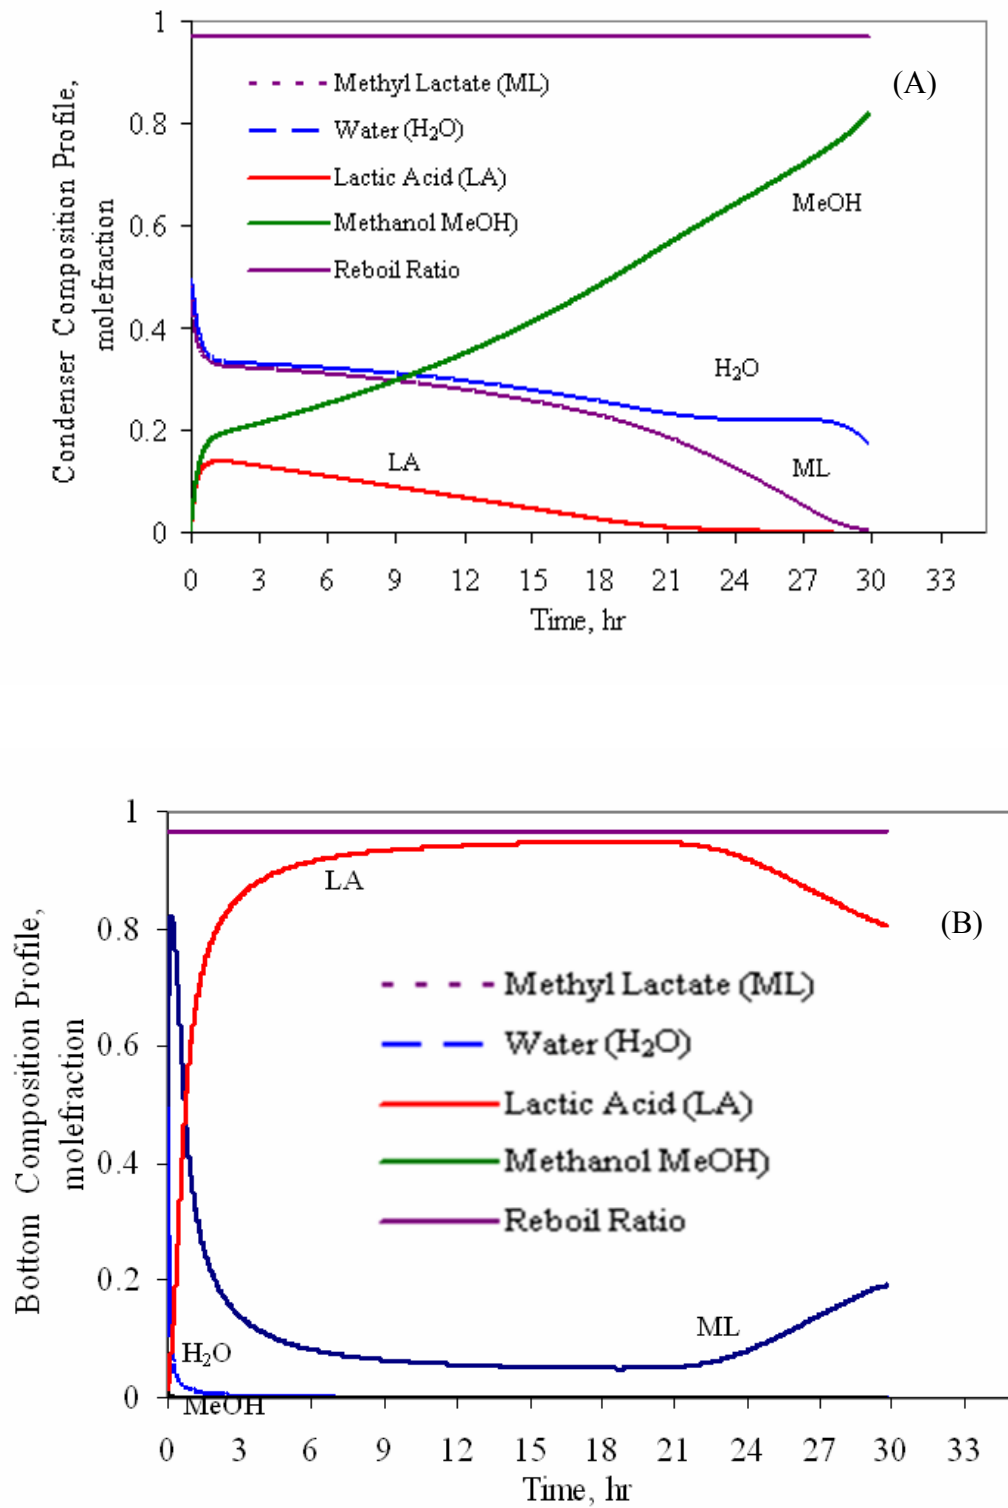 1
0.8
0.6
0.4
0.2
0
Condenser Composition Profile,
molefraction
(A)
Methyl Lactate (ML)
Water (H₂O)
Lactic Acid (LA)
Methanol MeOH)
Reboil Ratio
MeOH
H₂O
LA
ML
0 3 6 9 12 15 18 21 24 27 30 33
Time, hr
1
0.8
0.6
0.4
0.2
0
Bottom Composition Profile,
molefraction
LA
(B)
Methyl Lactate (ML)
Water (H₂O)
Lactic Acid (LA)
Methanol MeOH)
Reboil Ratio
ML
H₂O
MeOH
0 3 6 9 12 15 18 21 24 27 30 33
Time, hr